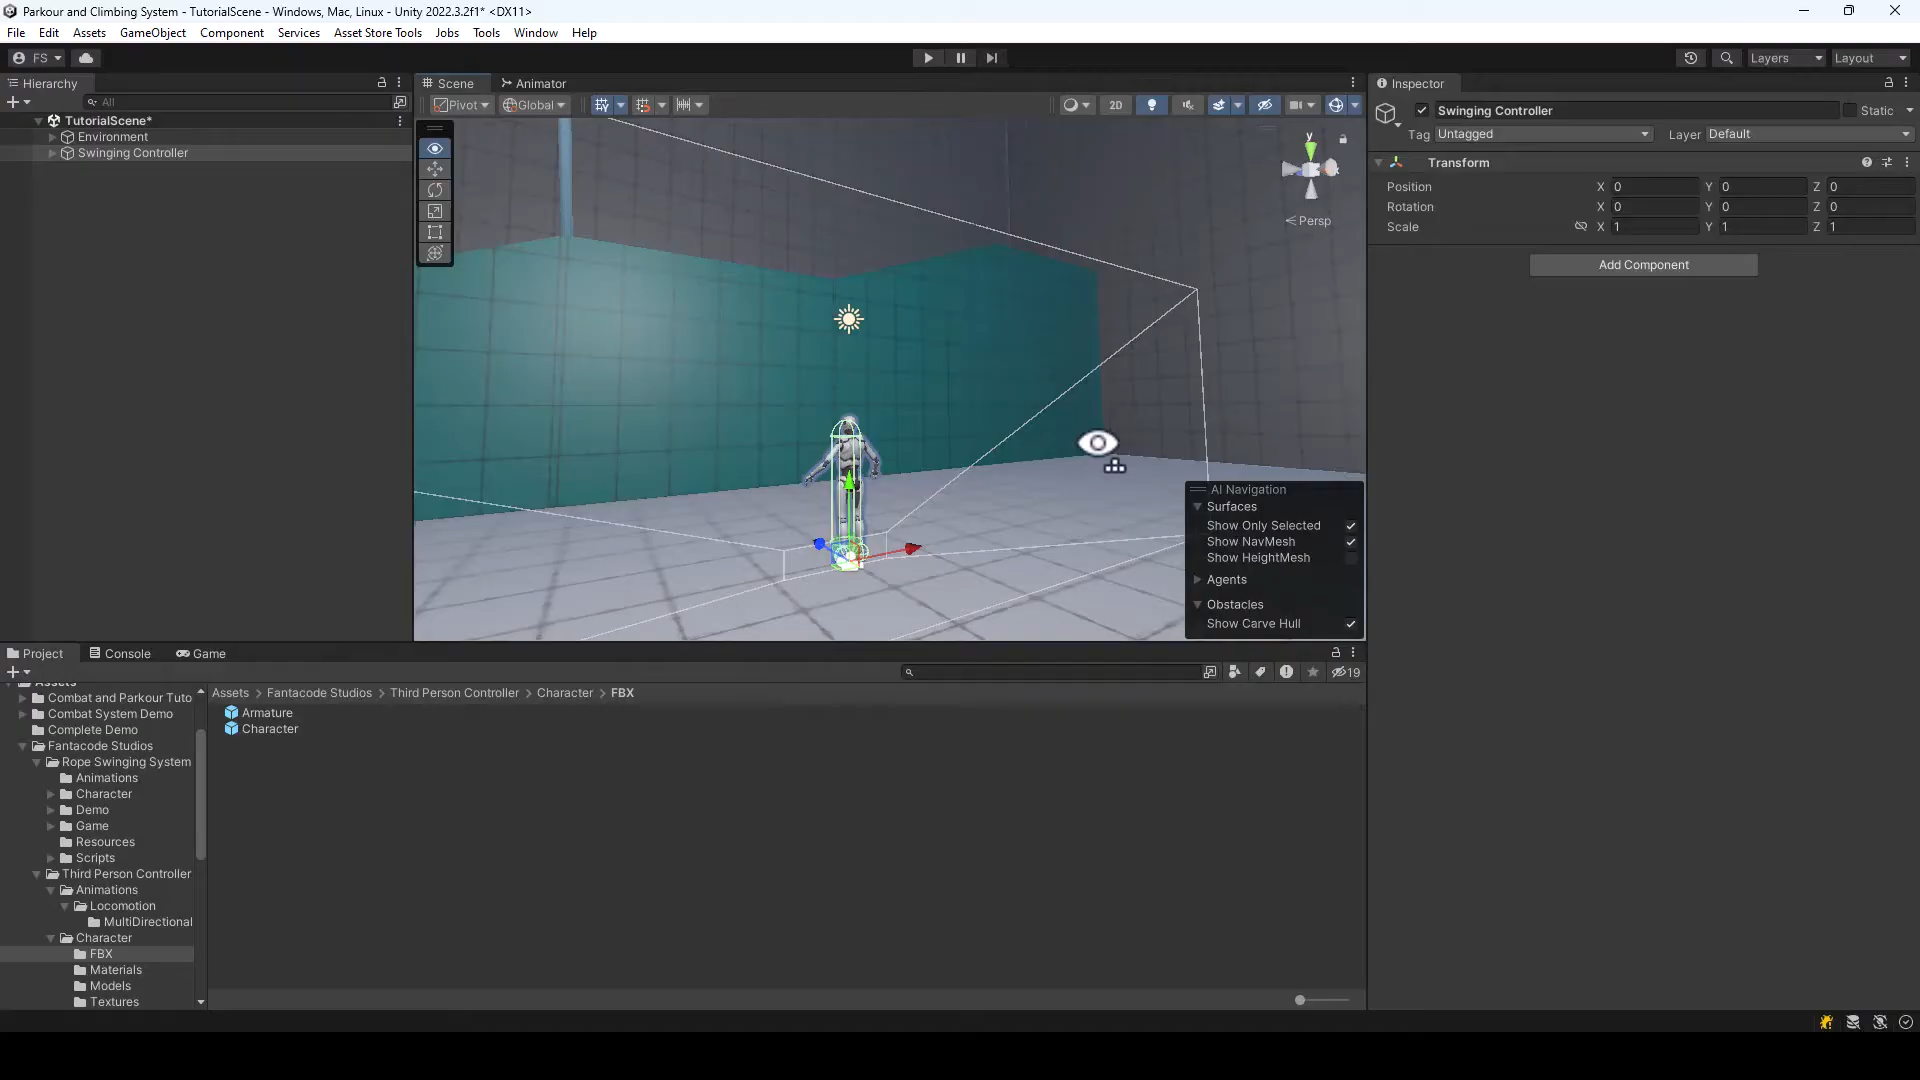 Parkour and Climbing System - TutorialScene - Windows, Mac, Linux - Unity 2022.3.2f1* <DX11>
File Edit Assets GameObject Component Services Asset Store Tools Jobs Tools Window Help
FS
Layers Layout
Hierarchy
All
TutorialScene*
Environment
Swinging Controller
Scene Animator
Pivot Global 2D
y
Persp
AI Navigation
Surfaces
Show Only Selected
Show NavMesh
Show HeightMesh
Agents
Obstacles
Show Carve Hull
Inspector
Swinging Controller Static
Tag Untagged Layer Default
Transform
Position X 0 Y 0 Z 0
Rotation X 0 Y 0 Z 0
Scale X 1 Y 1 Z 1
Add Component
Project Console Game
19
Assets
Combat and Parkour Tuto
Combat System Demo
Complete Demo
Fantacode Studios
Rope Swinging System
Animations
Character
Demo
Game
Resources
Scripts
Third Person Controller
Animations
Locomotion
MultiDirectional
Character
FBX
Materials
Models
Textures
Assets > Fantacode Studios > Third Person Controller > Character > FBX
Armature
Character